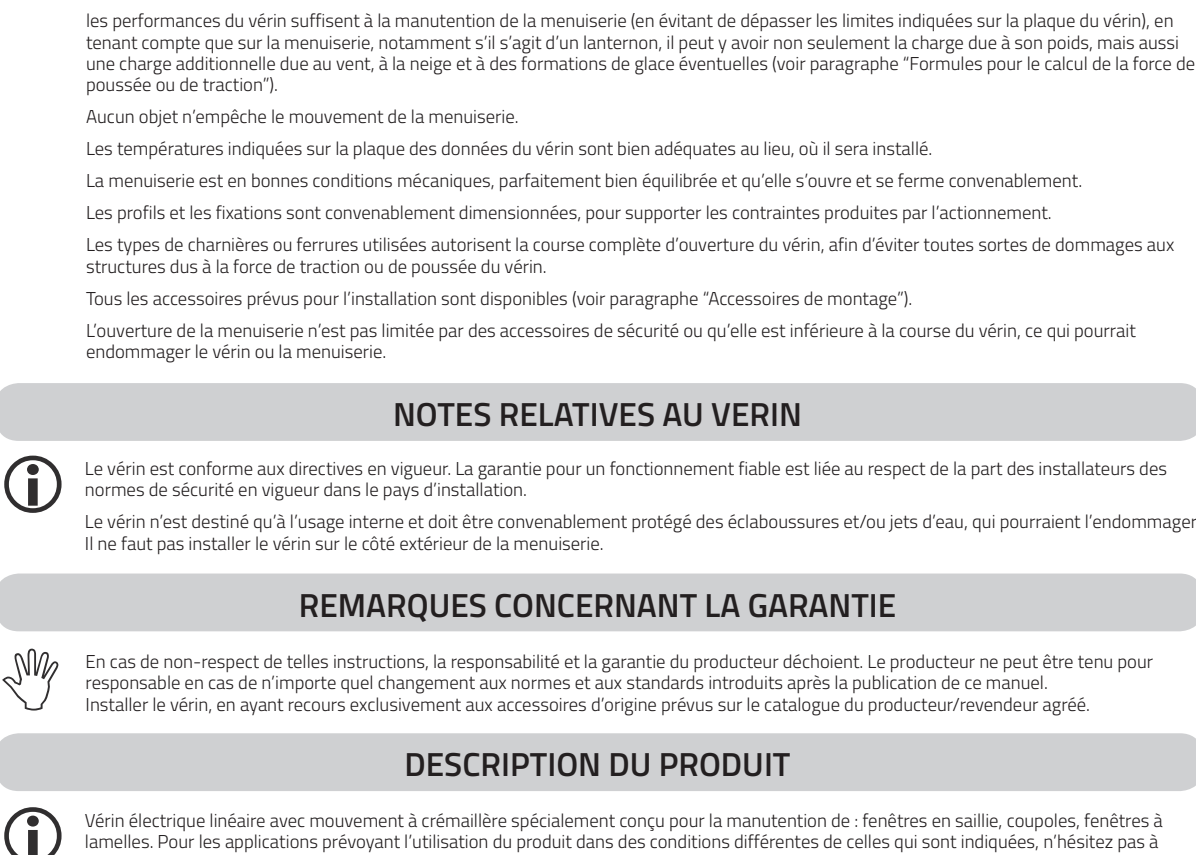 les performances du vérin suffisent à la manutention de la menuiserie (en évitant de dépasser les limites indiquées sur la plaque du vérin), en
tenant compte que sur la menuiserie, notamment s’il s’agit d’un lanternon, il peut y avoir non seulement la charge due à son poids, mais aussi
une charge additionnelle due au vent, à la neige et à des formations de glace éventuelles (voir paragraphe “Formules pour le calcul de la force de
poussée ou de traction”).
Aucun objet n’empêche le mouvement de la menuiserie.
Les températures indiquées sur la plaque des données du vérin sont bien adéquates au lieu, où il sera installé.
La menuiserie est en bonnes conditions mécaniques, parfaitement bien équilibrée et qu’elle s’ouvre et se ferme convenablement.
Les profils et les fixations sont convenablement dimensionnées, pour supporter les contraintes produites par l’actionnement.
Les types de charnières ou ferrures utilisées autorisent la course complète d’ouverture du vérin, afin d’éviter toutes sortes de dommages aux
structures dus à la force de traction ou de poussée du vérin.
Tous les accessoires prévus pour l’installation sont disponibles (voir paragraphe “Accessoires de montage”).
L’ouverture de la menuiserie n’est pas limitée par des accessoires de sécurité ou qu’elle est inférieure à la course du vérin, ce qui pourrait
endommager le vérin ou la menuiserie.
NOTES RELATIVES AU VERIN
Le vérin est conforme aux directives en vigueur. La garantie pour un fonctionnement fiable est liée au respect de la part des installateurs des
normes de sécurité en vigueur dans le pays d’installation.
Le vérin n’est destiné qu’à l’usage interne et doit être convenablement protégé des éclaboussures et/ou jets d’eau, qui pourraient l’endommager
Il ne faut pas installer le vérin sur le côté extérieur de la menuiserie.
REMARQUES CONCERNANT LA GARANTIE
En cas de non-respect de telles instructions, la responsabilité et la garantie du producteur déchoient. Le producteur ne peut être tenu pour
responsable en cas de n’importe quel changement aux normes et aux standards introduits après la publication de ce manuel.
Installer le vérin, en ayant recours exclusivement aux accessoires d’origine prévus sur le catalogue du producteur/revendeur agréé.
DESCRIPTION DU PRODUIT
Vérin électrique linéaire avec mouvement à crémaillère spécialement conçu pour la manutention de : fenêtres en saillie, coupoles, fenêtres à
lamelles. Pour les applications prévoyant l’utilisation du produit dans des conditions différentes de celles qui sont indiquées, n’hésitez pas à